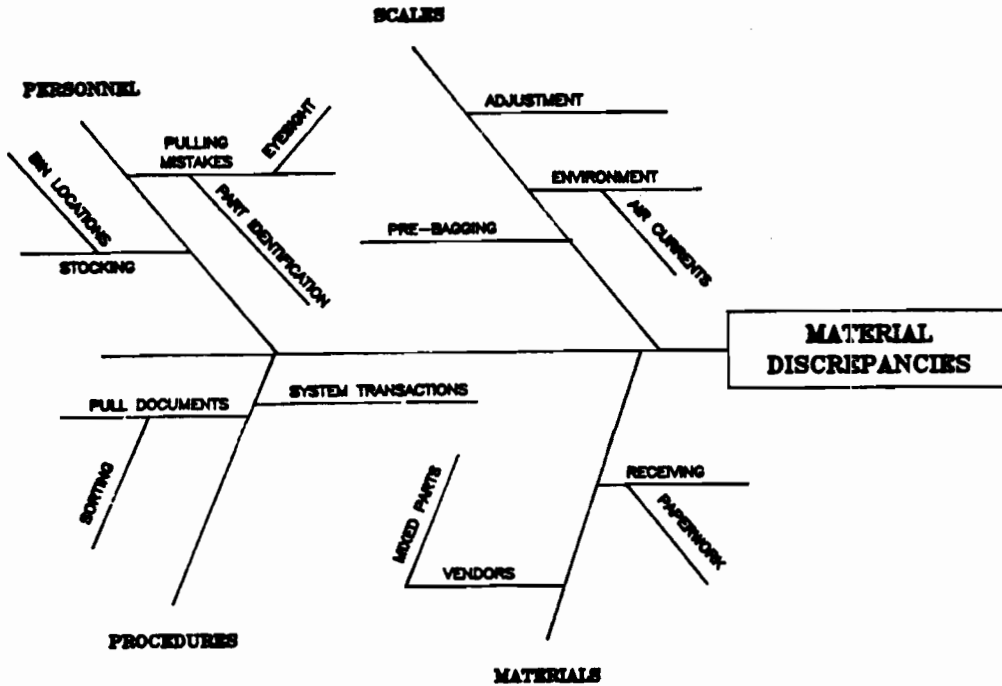 SCALES
PERSONNEL
ADJUSTMENT
EYESIGHT
PULLING
MISTAKES
BIN LOCATIONS
PART IDENTIFICATION
ENVIRONMENT
AIR CURRENTS
PRE-BAGGING
STOCKING
MATERIAL
DISCREPANCIES
SYSTEM TRANSACTIONS
PULL DOCUMENTS
SORTING
MIXED PARTS
RECEIVING
PAPERWORK
VENDORS
PROCEDURES
MATERIALS